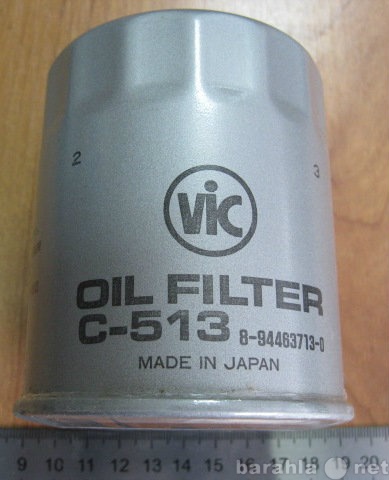 2 3
VIC
OIL FILTER
C-513 8-94463713-0
MADE IN JAPAN
9 10 11 12 13 14 15 16 17 18 19 20
barahla.net